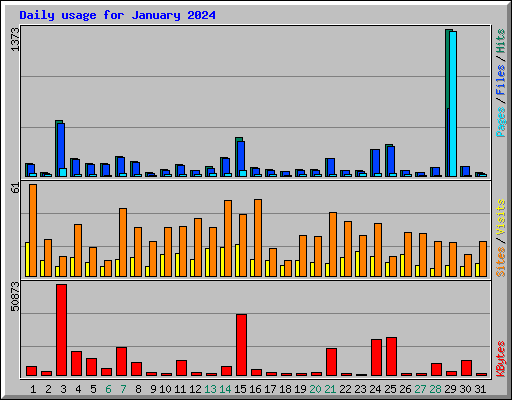 Daily usage for January 2024
1373
Pages / Files / Hits
61
Sites / Visits
50873
KBytes
1 2 3 4 5 6 7 8 9 10 11 12 13 14 15 16 17 18 19 20 21 22 23 24 25 26 27 28 29 30 31